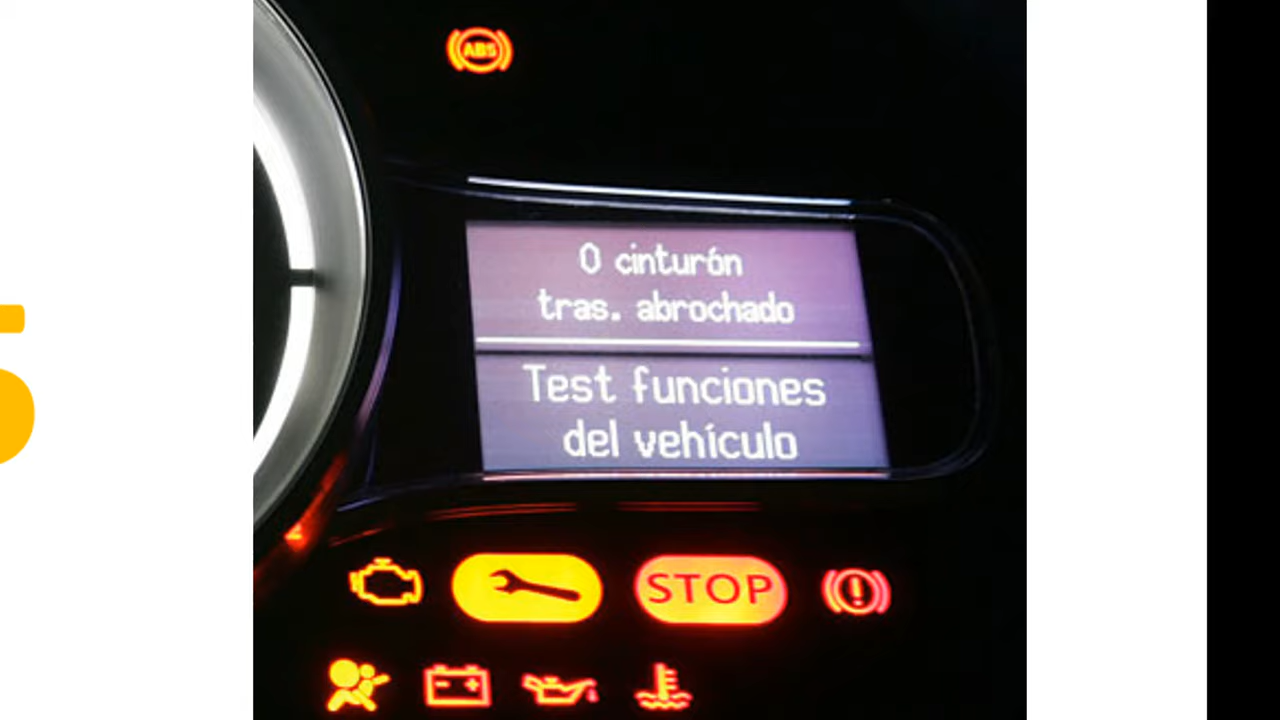 ABS
0 cinturón
tras. abrochado
Test funciones
del vehículo
STOP